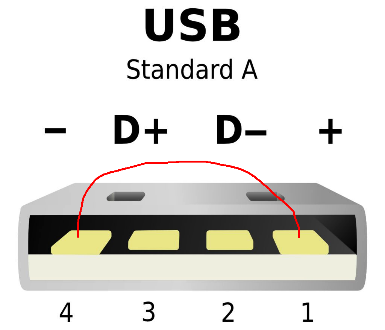 USB
Standard A
− D+ D− +
4 3 2 1